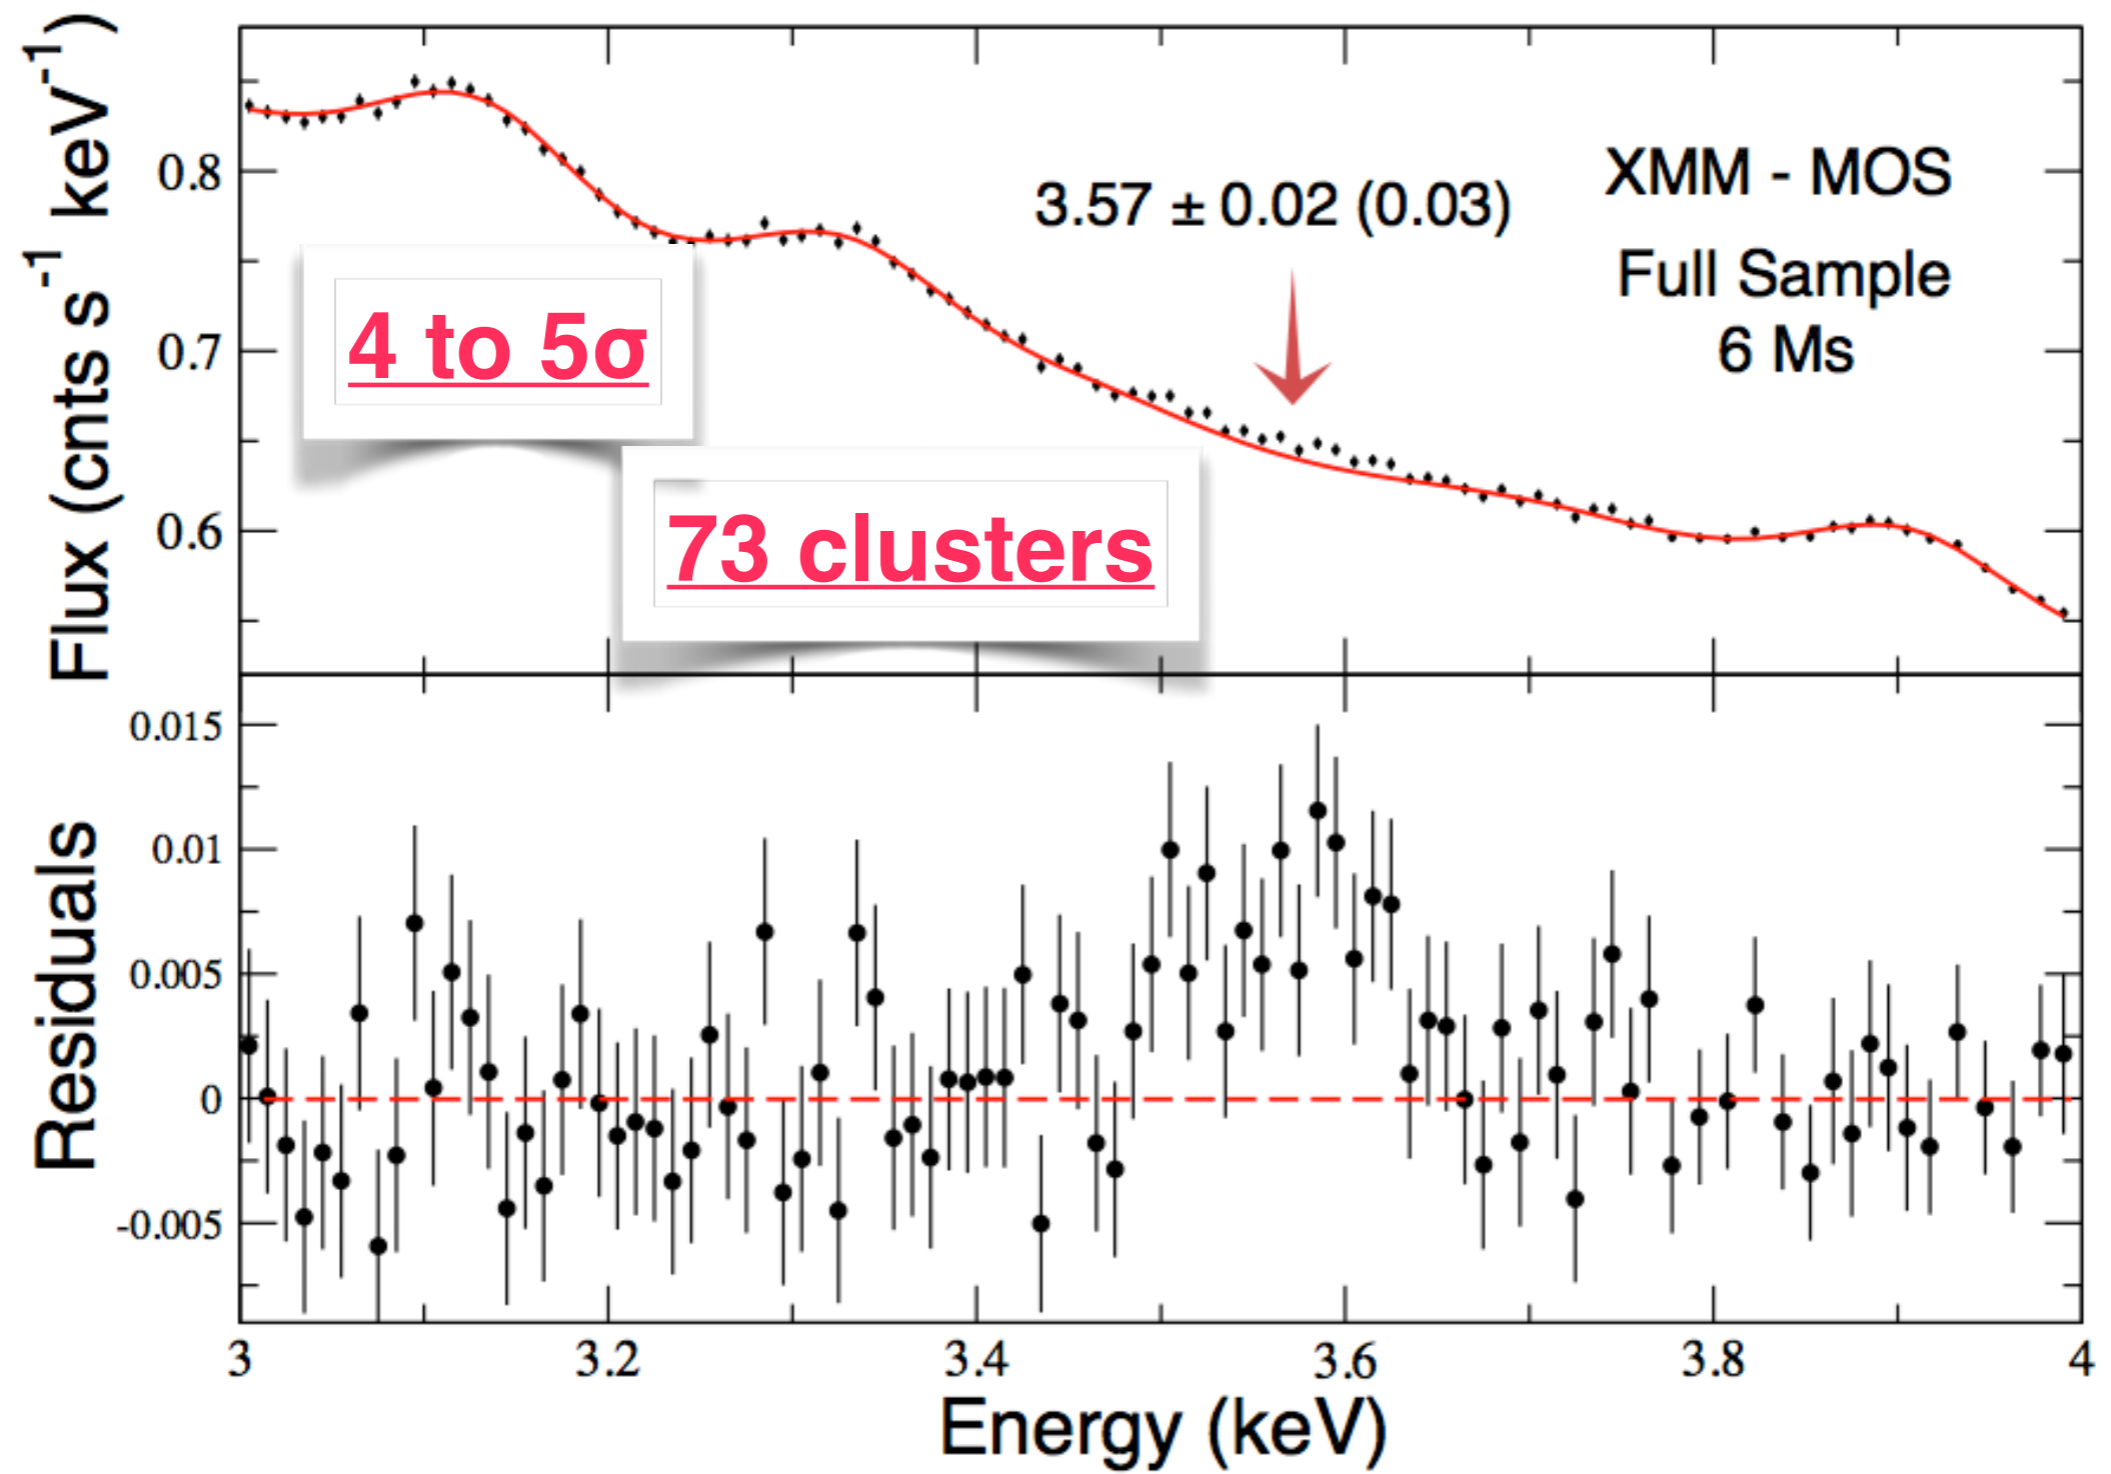 Flux (cnts s-1 keV-1)
0.8
0.7
0.6
3.57 ± 0.02 (0.03)
XMM - MOS
Full Sample
6 Ms
4 to 5σ
73 clusters
Residuals
0.015
0.01
0.005
0
-0.005
3 3.2 3.4 3.6 3.8 4
Energy (keV)